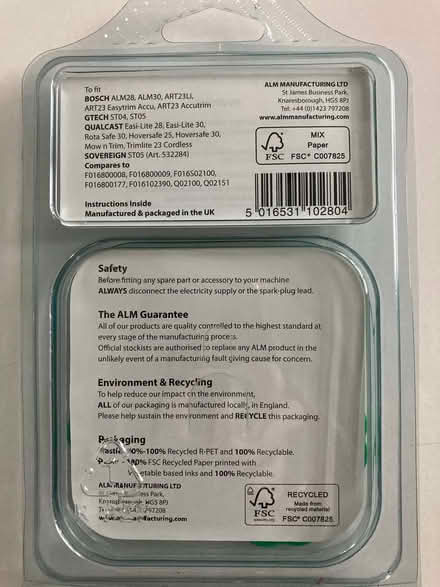 To fit
BOSCH ALM28, ALM30, ART23LI,
ART23 Easytrim Accu, ART23 Accutrim
GTECH ST04, ST05
QUALCAST Easi-Lite 28, Easi-Lite 30,
Rota Safe 30, Hoversafe 25, Hoversafe 30,
Mow n Trim, Trimlite 23 Cordless
SOVEREIGN ST05 (Art. 532284)
Compares to
F016800008, F016800009, F016S02100,
F016800177, F016102390, Q02100, Q02151
Instructions Inside
Manufactured & packaged in the UK
ALM MANUFACTURING LTD
St James Business Park,
Knaresborough, HG5 8PJ
Tel. +44 (0)1423 797208
www.almmanufacturing.com
FSC
MIX
Paper
FSC® C007825
5 016531 102804
Safety
Before fitting any spare part or accessory to your machine
ALWAYS disconnect the electricity supply or the spark-plug lead.
The ALM Guarantee
All of our products are quality controlled to the highest standard at
every stage of the manufacturing process.
Official stockists are authorised to replace any ALM product in the
unlikely event of a manufacturing fault giving cause for concern.
Environment & Recycling
To help reduce our impact on the environment,
ALL of our packaging is manufactured locally, in England.
Please help sustain the environment and RECYCLE this packaging.
Packaging
Recycled R-PET and 100% Recyclable.
FSC Recycled Paper printed with
vegetable based inks and 100% Recyclable.
ALM MANUFACTURING LTD
Business Park,
HG5 8PJ
797208
FSC
RECYCLED
Made from
recycled material
FSC® C007825